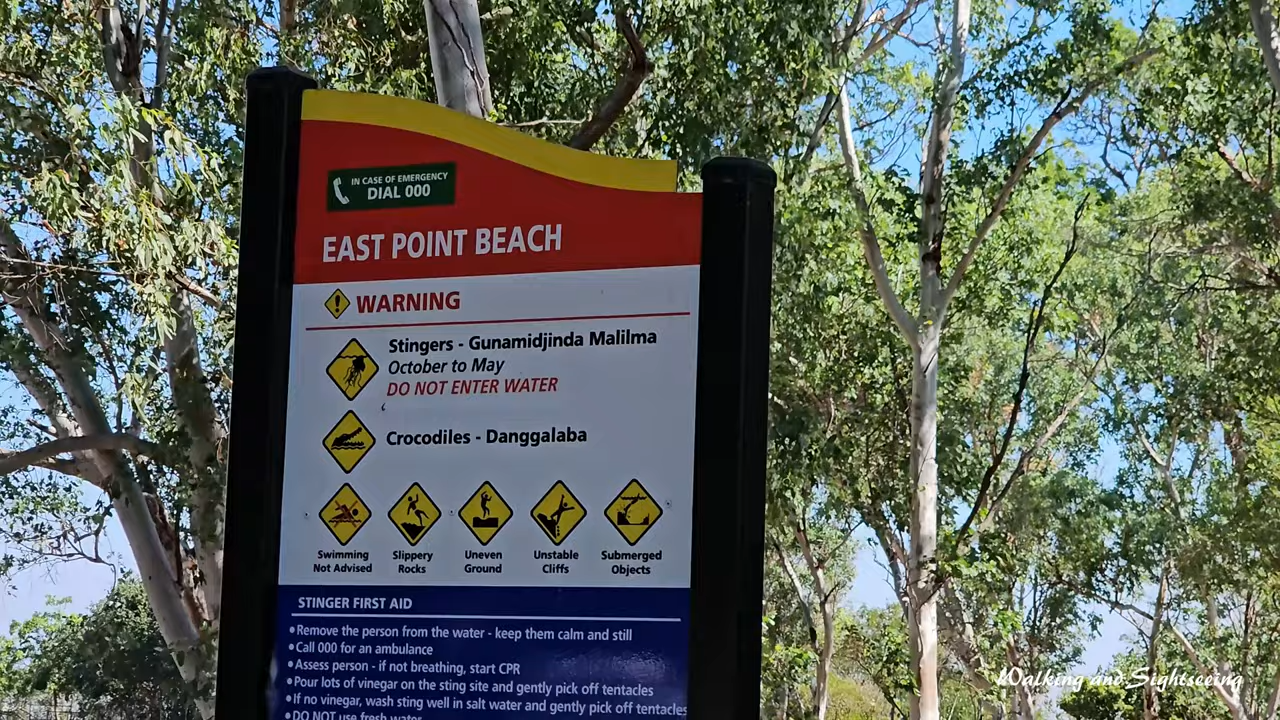 IN CASE OF EMERGENCY
DIAL 000
EAST POINT BEACH
WARNING
Stingers - Gunamidjinda Malilma
October to May
DO NOT ENTER WATER
Crocodiles - Danggalaba
Swimming
Not Advised
Slippery
Rocks
Uneven
Ground
Unstable
Cliffs
Submerged
Objects
STINGER FIRST AID
• Remove the person from the water - keep them calm and still
• Call 000 for an ambulance
• Assess person - if not breathing, start CPR
• Pour lots of vinegar on the sting site and gently pick off tentacles
• If no vinegar, wash sting well in salt water and gently pick off tentacles
• DO NOT use fresh water
Walking and Sightseeing